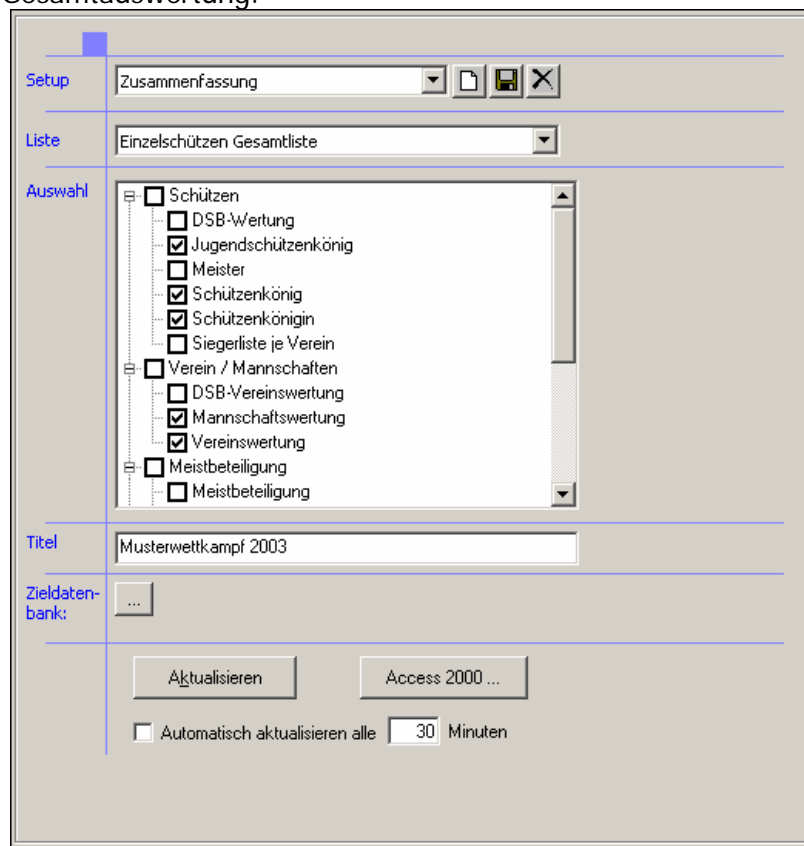 Gesamtauswertung:
Setup Zusammenfassung
Liste Einzelschützen Gesamtliste
Auswahl Schützen
DSB-Wertung
Jugendschützenkönig
Meister
Schützenkönig
Schützenkönigin
Siegerliste je Verein
Verein / Mannschaften
DSB-Vereinswertung
Mannschaftswertung
Vereinswertung
Meistbeteiligung
Meistbeteiligung
Titel Musterwettkampf 2003
Zieldaten-
bank: ...
Aktualisieren Access 2000 ...
Automatisch aktualisieren alle 30 Minuten